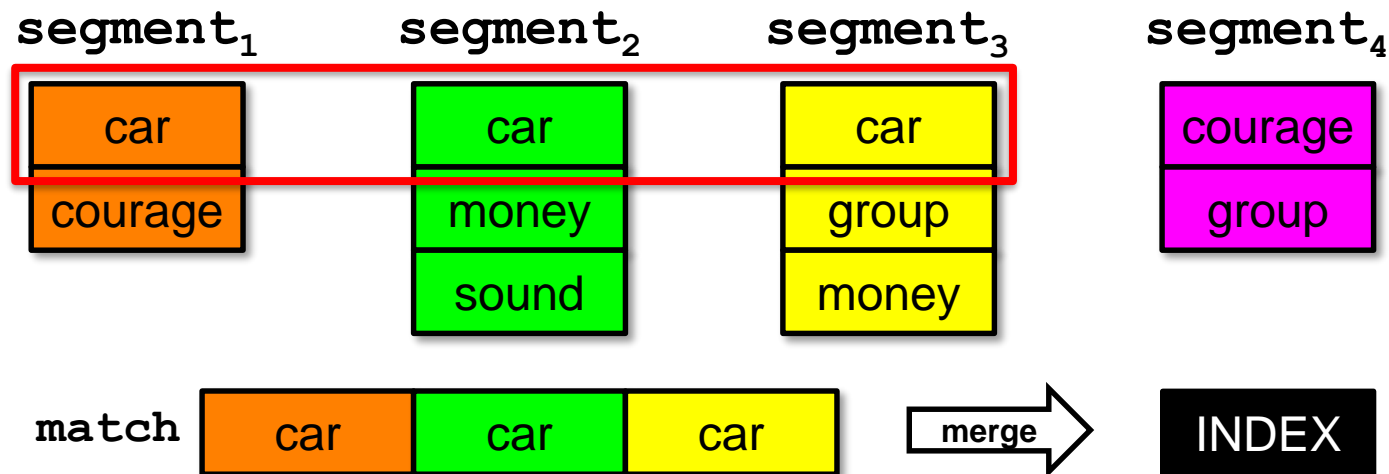 segment₁ segment₂ segment₃ segment₄
car car car courage
courage money group group
sound money
match car car car merge INDEX